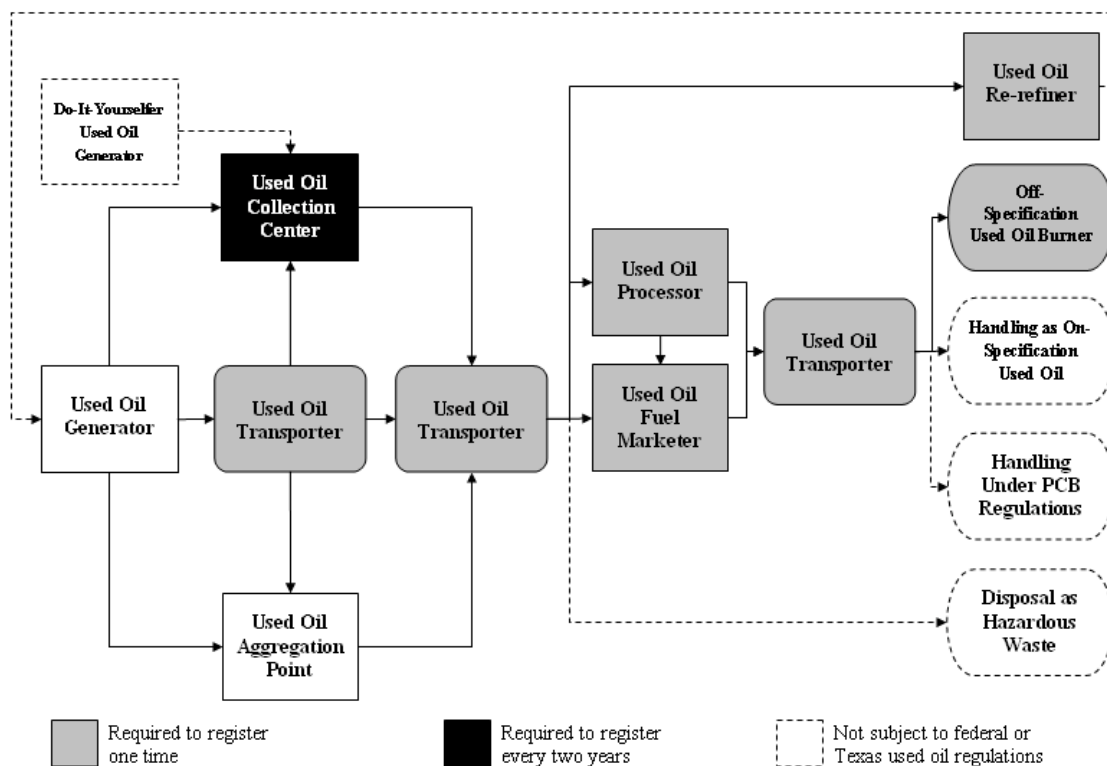 Used Oil
Re-refiner
Do-It-Yourselfer
Used Oil
Generator
Used Oil
Collection
Center
Off-
Specification
Used Oil Burner
Used Oil
Processor
Used Oil
Transporter
Handling as On-
Specification
Used Oil
Used Oil
Generator
Used Oil
Transporter
Used Oil
Transporter
Used Oil
Fuel
Marketer
Handling
Under PCB
Regulations
Used Oil
Aggregation
Point
Disposal as
Hazardous
Waste
Required to register
one time
Required to register
every two years
Not subject to federal or
Texas used oil regulations